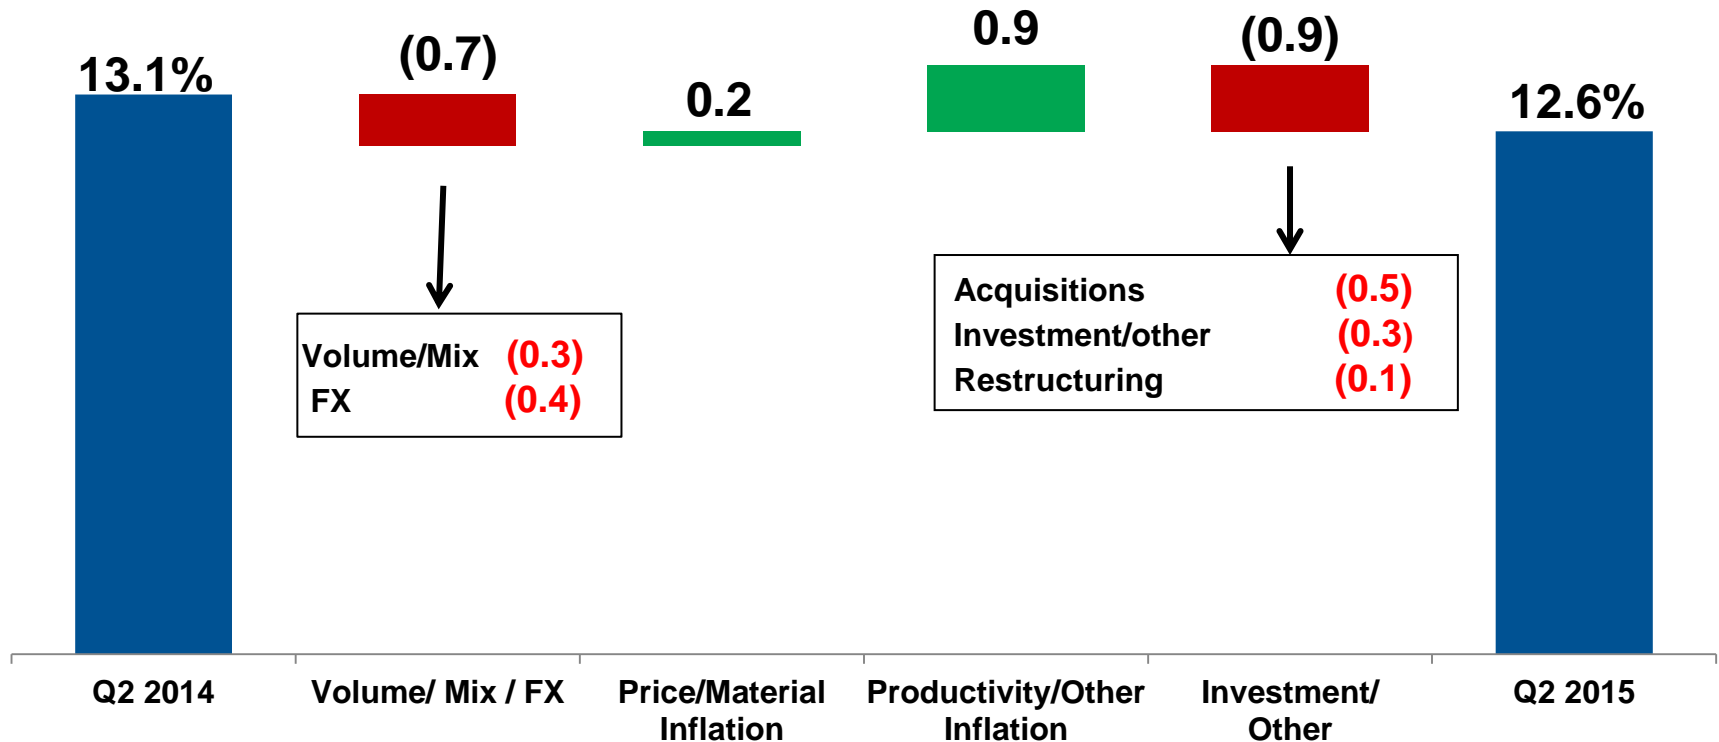 13.1%
(0.7)
0.2
0.9
(0.9)
12.6%
Volume/Mix (0.3)
FX (0.4)
Acquisitions (0.5)
Investment/other (0.3)
Restructuring (0.1)
Q2 2014
Volume/ Mix / FX
Price/Material
Inflation
Productivity/Other
Inflation
Investment/
Other
Q2 2015